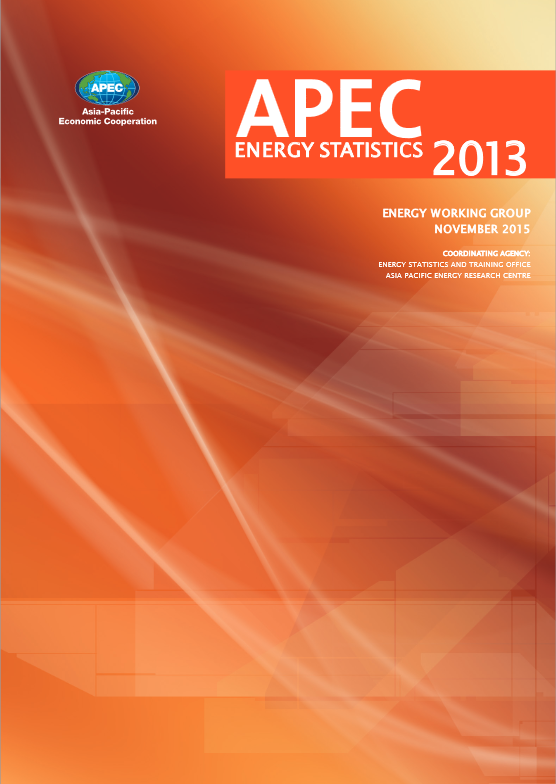 APEC
Asia-Pacific
Economic Cooperation
APEC
ENERGY STATISTICS 2013
ENERGY WORKING GROUP
NOVEMBER 2015
COORDINATING AGENCY:
ENERGY STATISTICS AND TRAINING OFFICE
ASIA PACIFIC ENERGY RESEARCH CENTRE